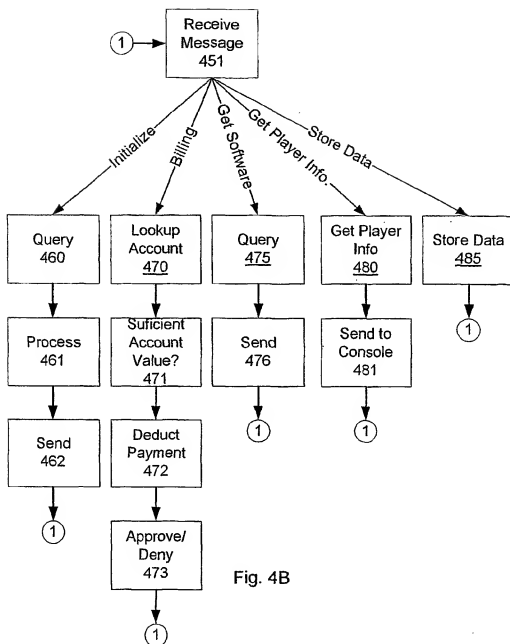 1
Receive
Message
451
Initialize
Billing
Get Software
Get Player Info.
Store Data
Query
460
Lookup
Account
470
Query
475
Get Player
Info
480
Store Data
485
Process
461
Suficient
Account
Value?
471
Send
476
Send to
Console
481
1
Send
462
Deduct
Payment
472
1
1
1
Approve/
Deny
473
1
Fig. 4B